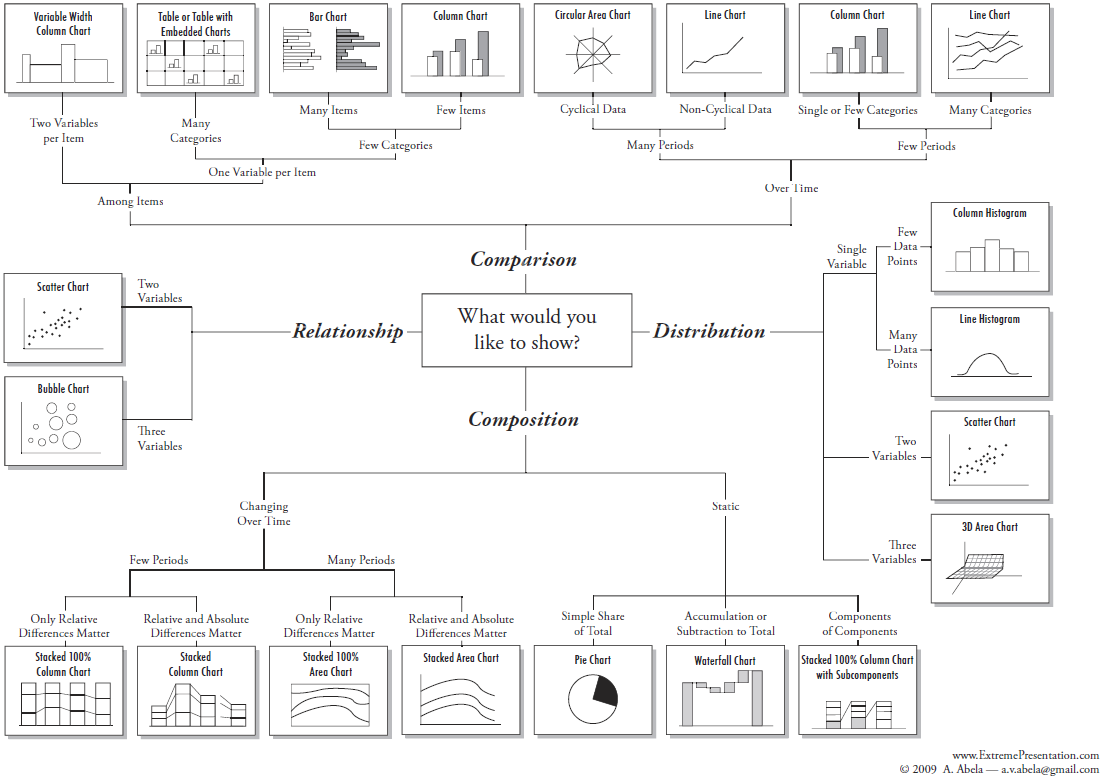 Variable Width
Column Chart
Table or Table with
Embedded Charts
Bar Chart
Column Chart
Circular Area Chart
Line Chart
Column Chart
Line Chart
Two Variables
per Item
Many
Categories
Many Items
Few Items
Cyclical Data
Non-Cyclical Data
Single or Few Categories
Many Categories
Few Categories
Many Periods
Few Periods
One Variable per Item
Over Time
Among Items
Comparison
Single
Variable
Few
Data
Points
Column Histogram
Scatter Chart
Two
Variables
Relationship
What would you
like to show?
Distribution
Many
Data
Points
Line Histogram
Bubble Chart
Three
Variables
Composition
Two
Variables
Scatter Chart
Changing
Over Time
Static
Three
Variables
3D Area Chart
Few Periods
Many Periods
Only Relative
Differences Matter
Relative and Absolute
Differences Matter
Only Relative
Differences Matter
Relative and Absolute
Differences Matter
Simple Share
of Total
Accumulation or
Subtraction to Total
Components
of Components
Stacked 100%
Column Chart
Stacked
Column Chart
Stacked 100%
Area Chart
Stacked Area Chart
Pie Chart
Waterfall Chart
Stacked 100% Column Chart
with Subcomponents
www.ExtremePresentation.com
© 2009 A. Abela — a.v.abela@gmail.com